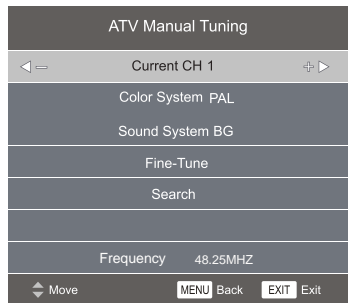 ATV Manual Tuning
Current CH 1
Color System PAL
Sound System BG
Fine-Tune
Search
Frequency 48.25MHZ
Move MENU Back EXIT Exit